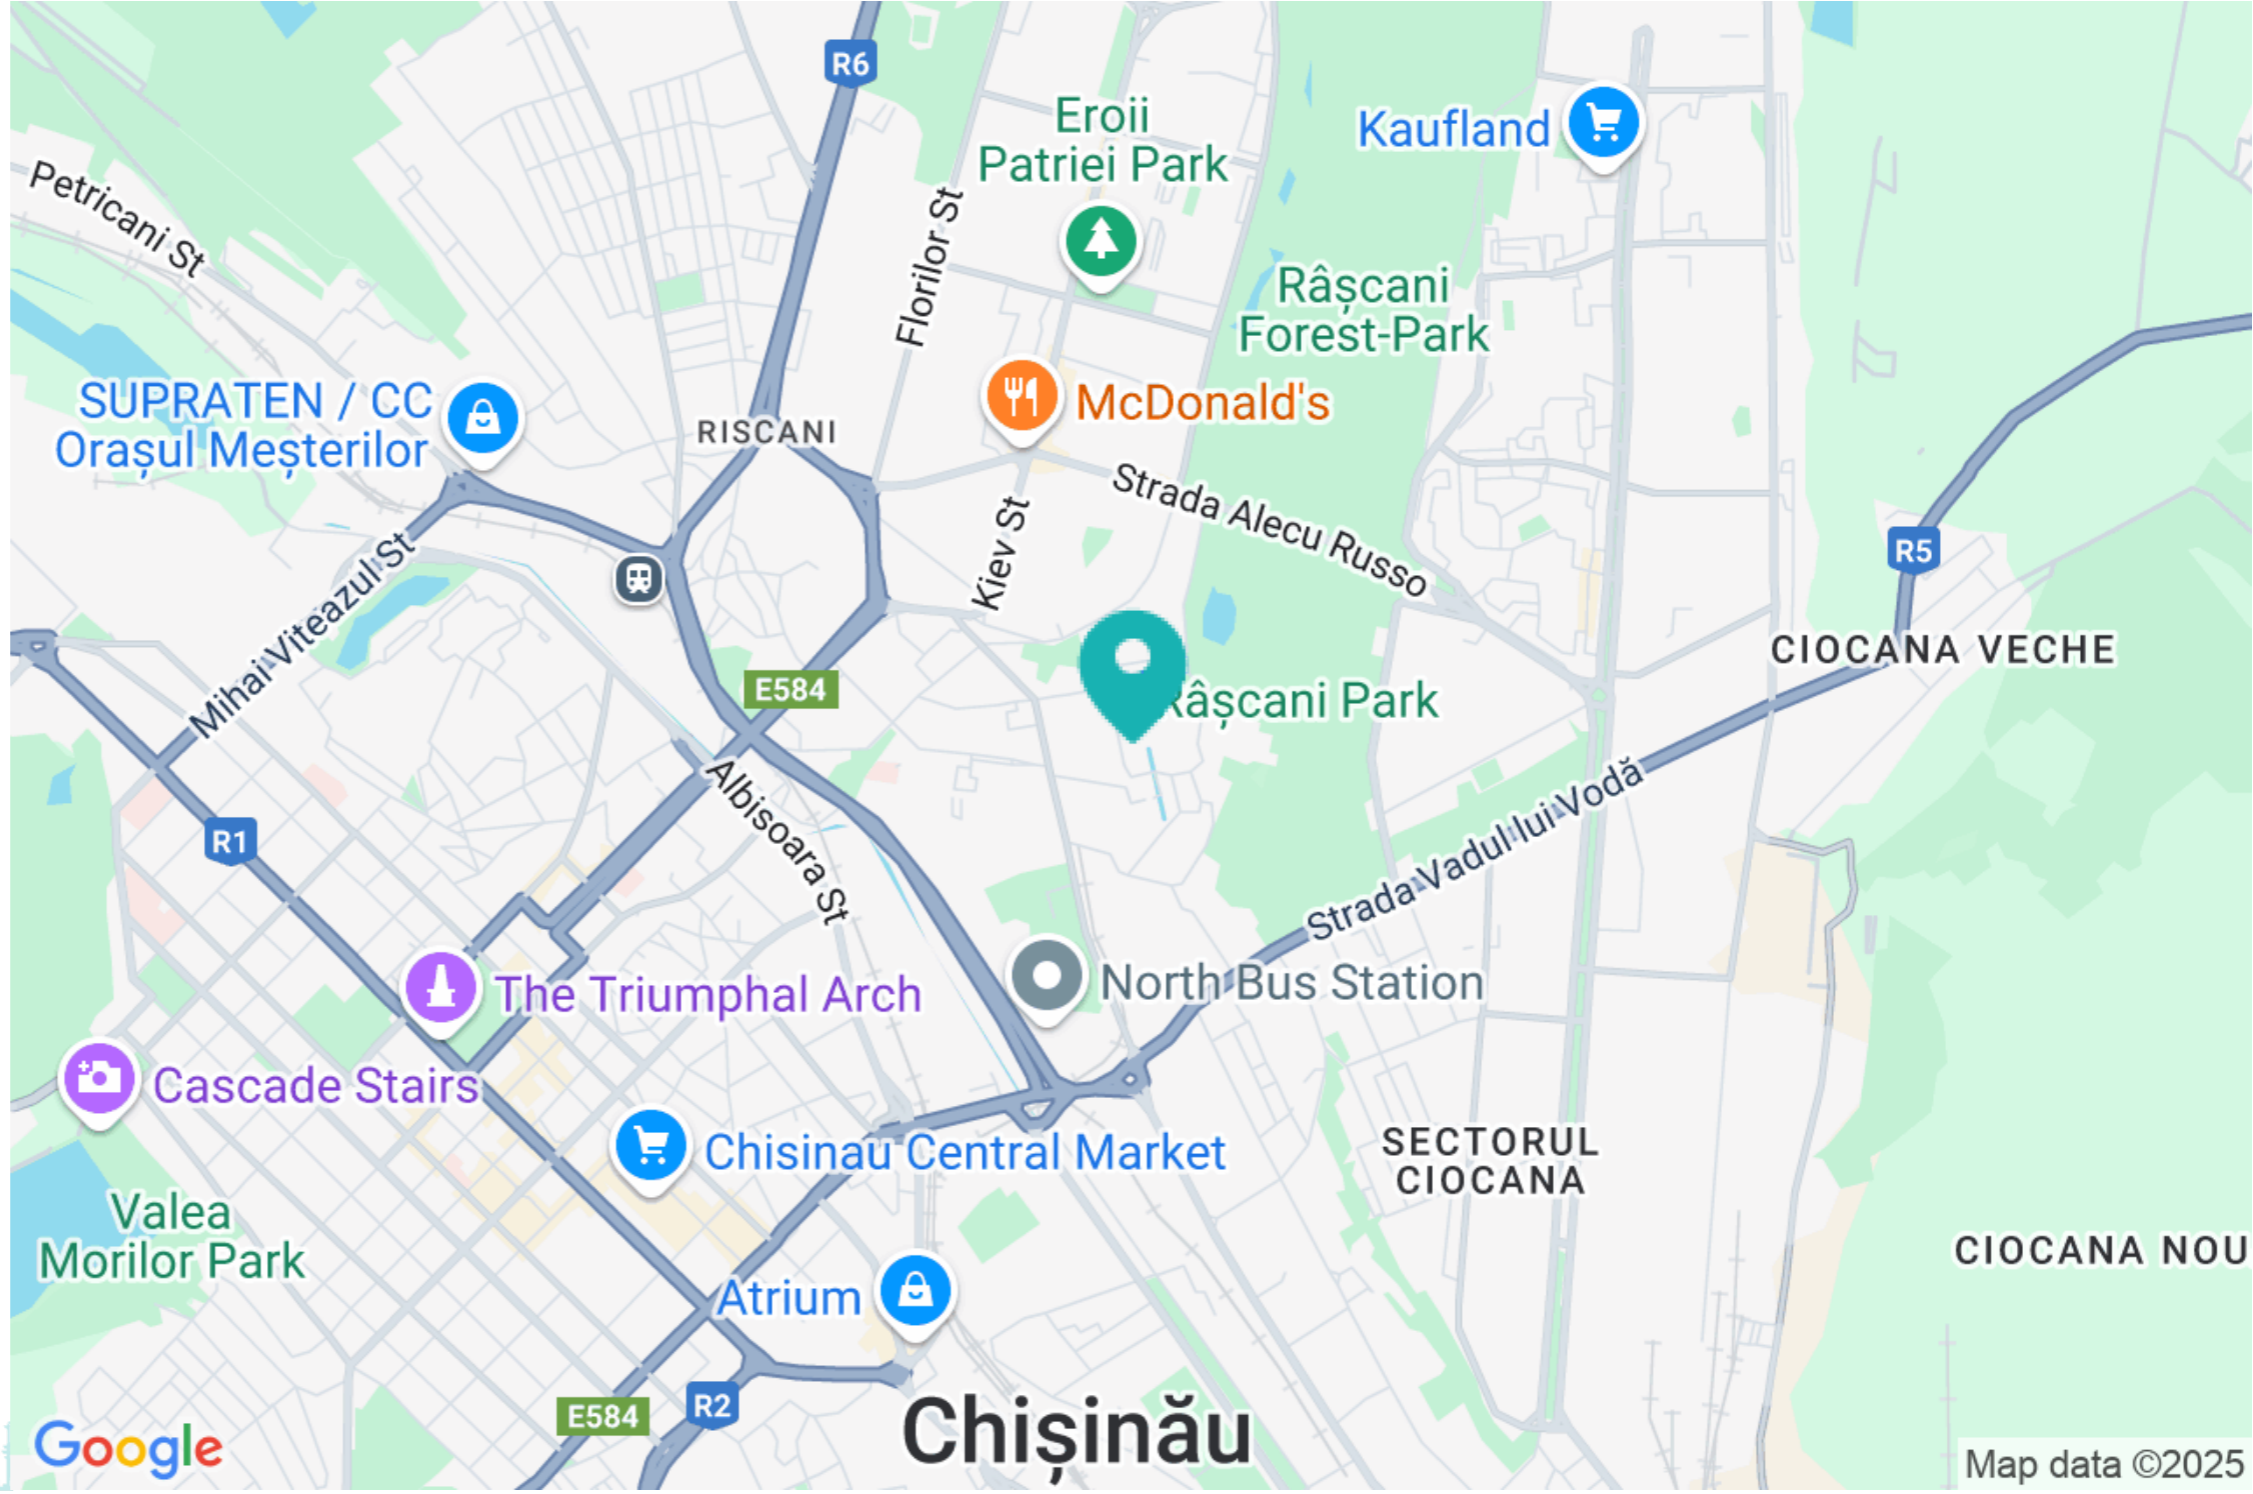 R6
Eroii
Patriei Park
Kaufland
Petricani St
Florilor St
Râșcani
Forest-Park
SUPRATEN / CC
Orașul Meșterilor
McDonald's
RISCANI
Strada Alecu Russo
Kiev St
R5
Mihai Viteazul St
CIOCANA VECHE
E584
Râșcani Park
Albisoara St
Strada Vadul lui Vodă
R1
The Triumphal Arch
North Bus Station
Cascade Stairs
Chisinau Central Market
SECTORUL
CIOCANA
Valea
Morilor Park
CIOCANA NOU
Atrium
E584
R2
Chișinău
Google
Map data ©2025